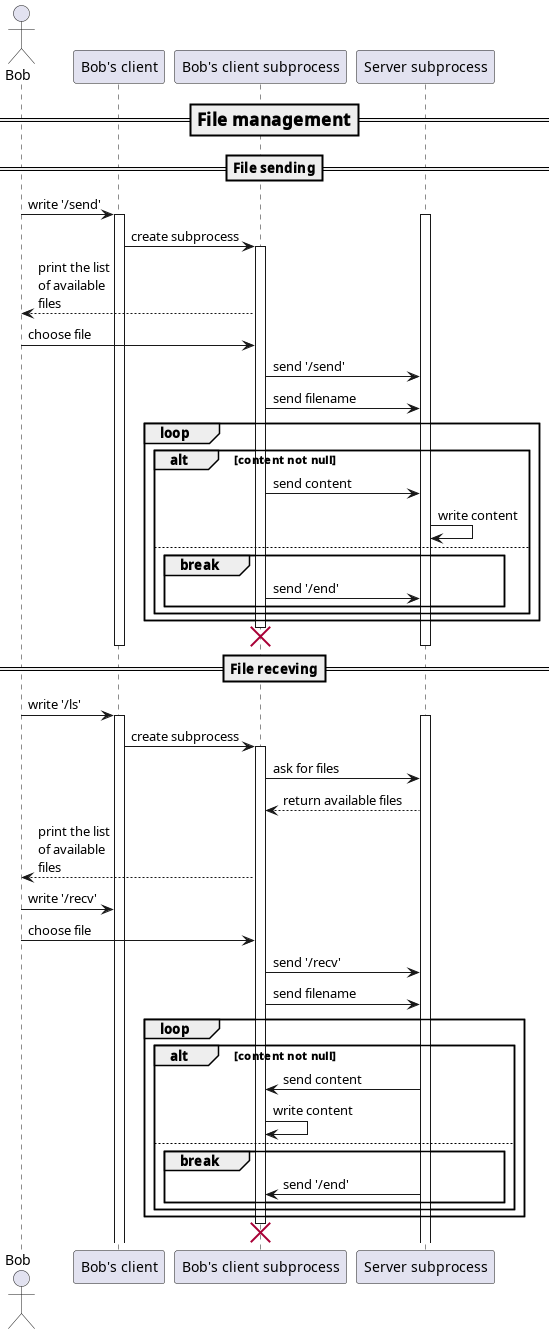 Bob
Bob's client
Bob's client subprocess
Server subprocess
File management
File sending
write '/send'
create subprocess
print the list
of available
files
choose file
send '/send'
send filename
loop
alt
[content not null]
send content
write content
break
send '/end'
File receving
write '/ls'
create subprocess
ask for files
return available files
print the list
of available
files
write '/recv'
choose file
send '/recv'
send filename
loop
alt
[content not null]
send content
write content
break
send '/end'
Bob
Bob's client
Bob's client subprocess
Server subprocess